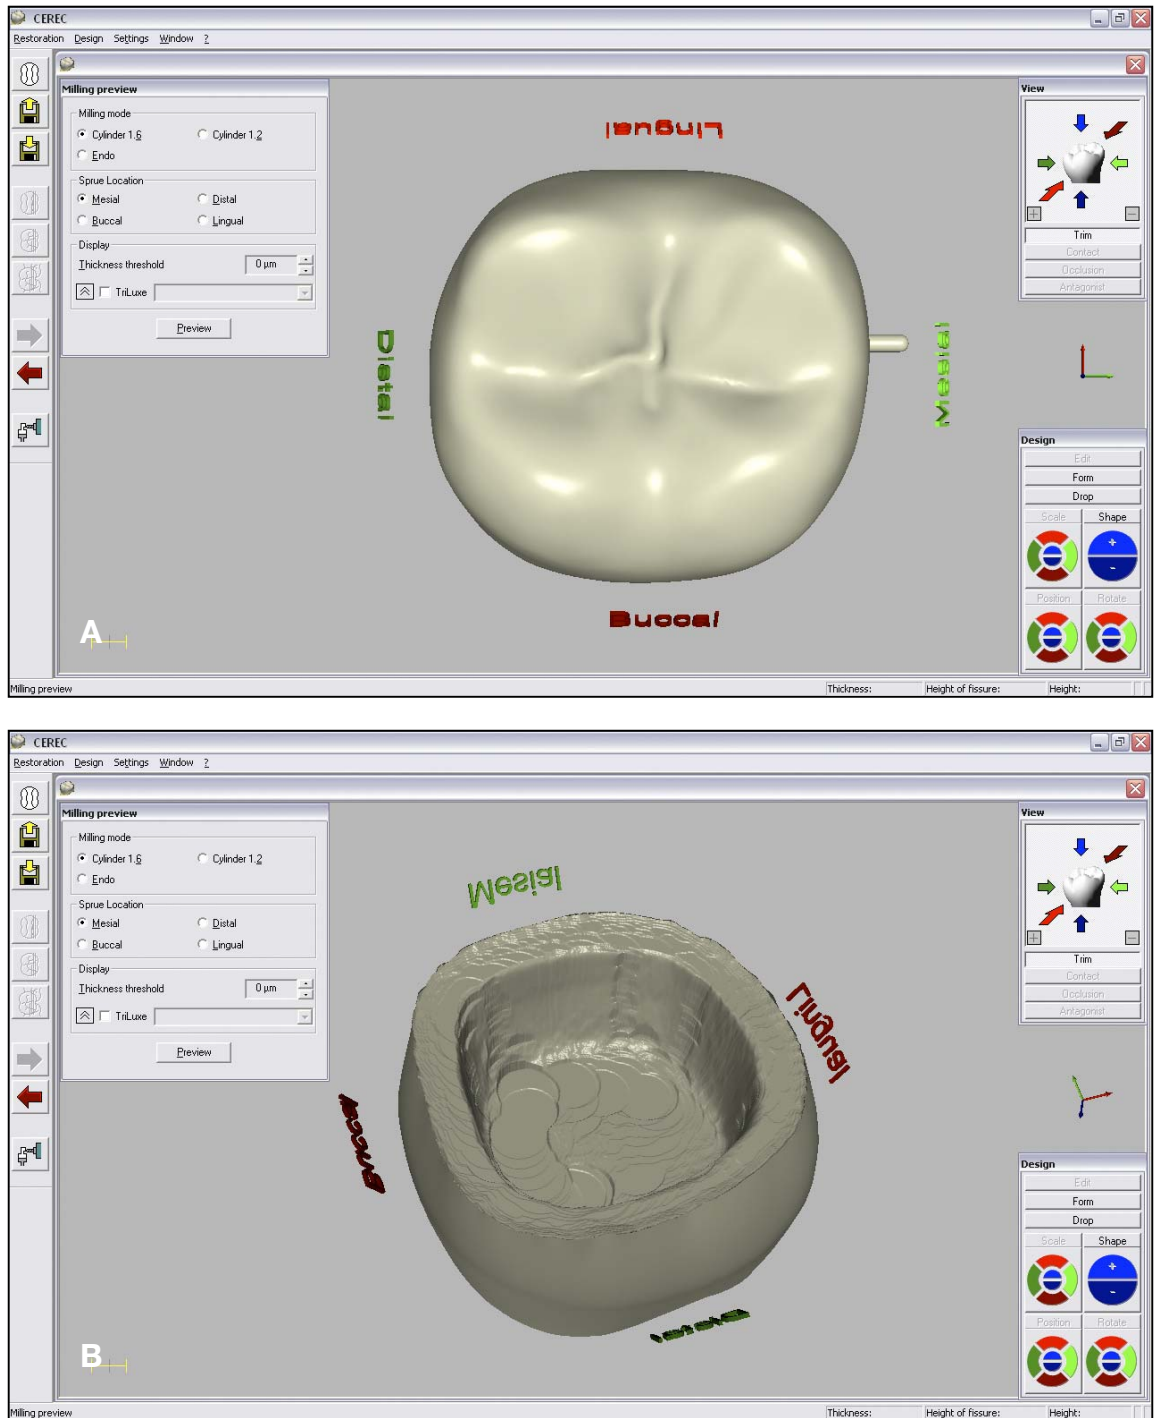 CEREC
Restoration Design Settings Window ?
Milling preview
Milling mode
Cylinder 1.6 Cylinder 1.2
Endo
Sprue Location
Mesial Distal
Buccal Lingual
Display
Thickness threshold 0 µm
TriLuxe
Preview
Lingual
Distal
Mesial
Buccal
View
Trim
Contact
Occlusion
Antagonist
Design
Edit
Form
Drop
Scale Shape
+
-
Position Rotate
A
Milling preview Thickness: Height of fissure: Height:
CEREC
Restoration Design Settings Window ?
Milling preview
Milling mode
Cylinder 1.6 Cylinder 1.2
Endo
Sprue Location
Mesial Distal
Buccal Lingual
Display
Thickness threshold 0 µm
TriLuxe
Preview
Mesial
Lingual
Buccal
Distal
View
Trim
Contact
Occlusion
Antagonist
Design
Edit
Form
Drop
Scale Shape
+
-
Position Rotate
B
Milling preview Thickness: Height of fissure: Height: